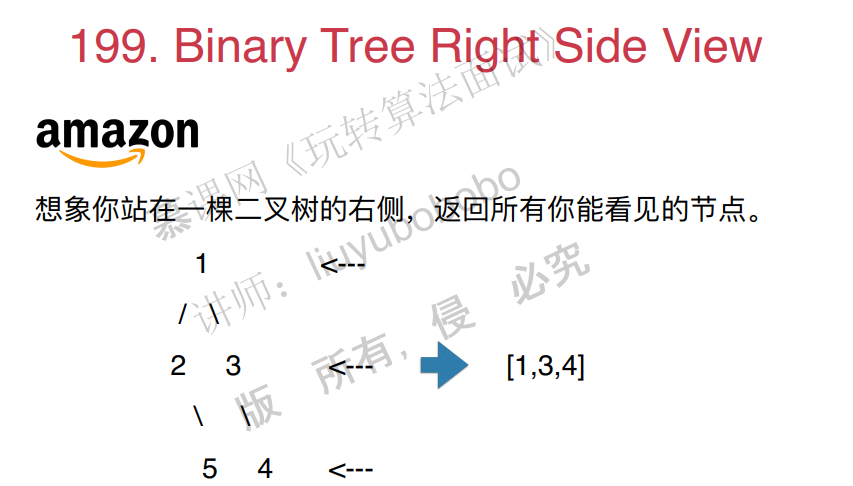 199. Binary Tree Right Side View
慕课网《玩转算法面试》
amazon
想象你站在一棵二叉树的右侧，返回所有你能看见的节点。
讲师：liuyubobobo
1 <---
/ \
版 所有，侵 必究
2 3 <--- [1,3,4]
\ \
5 4 <---